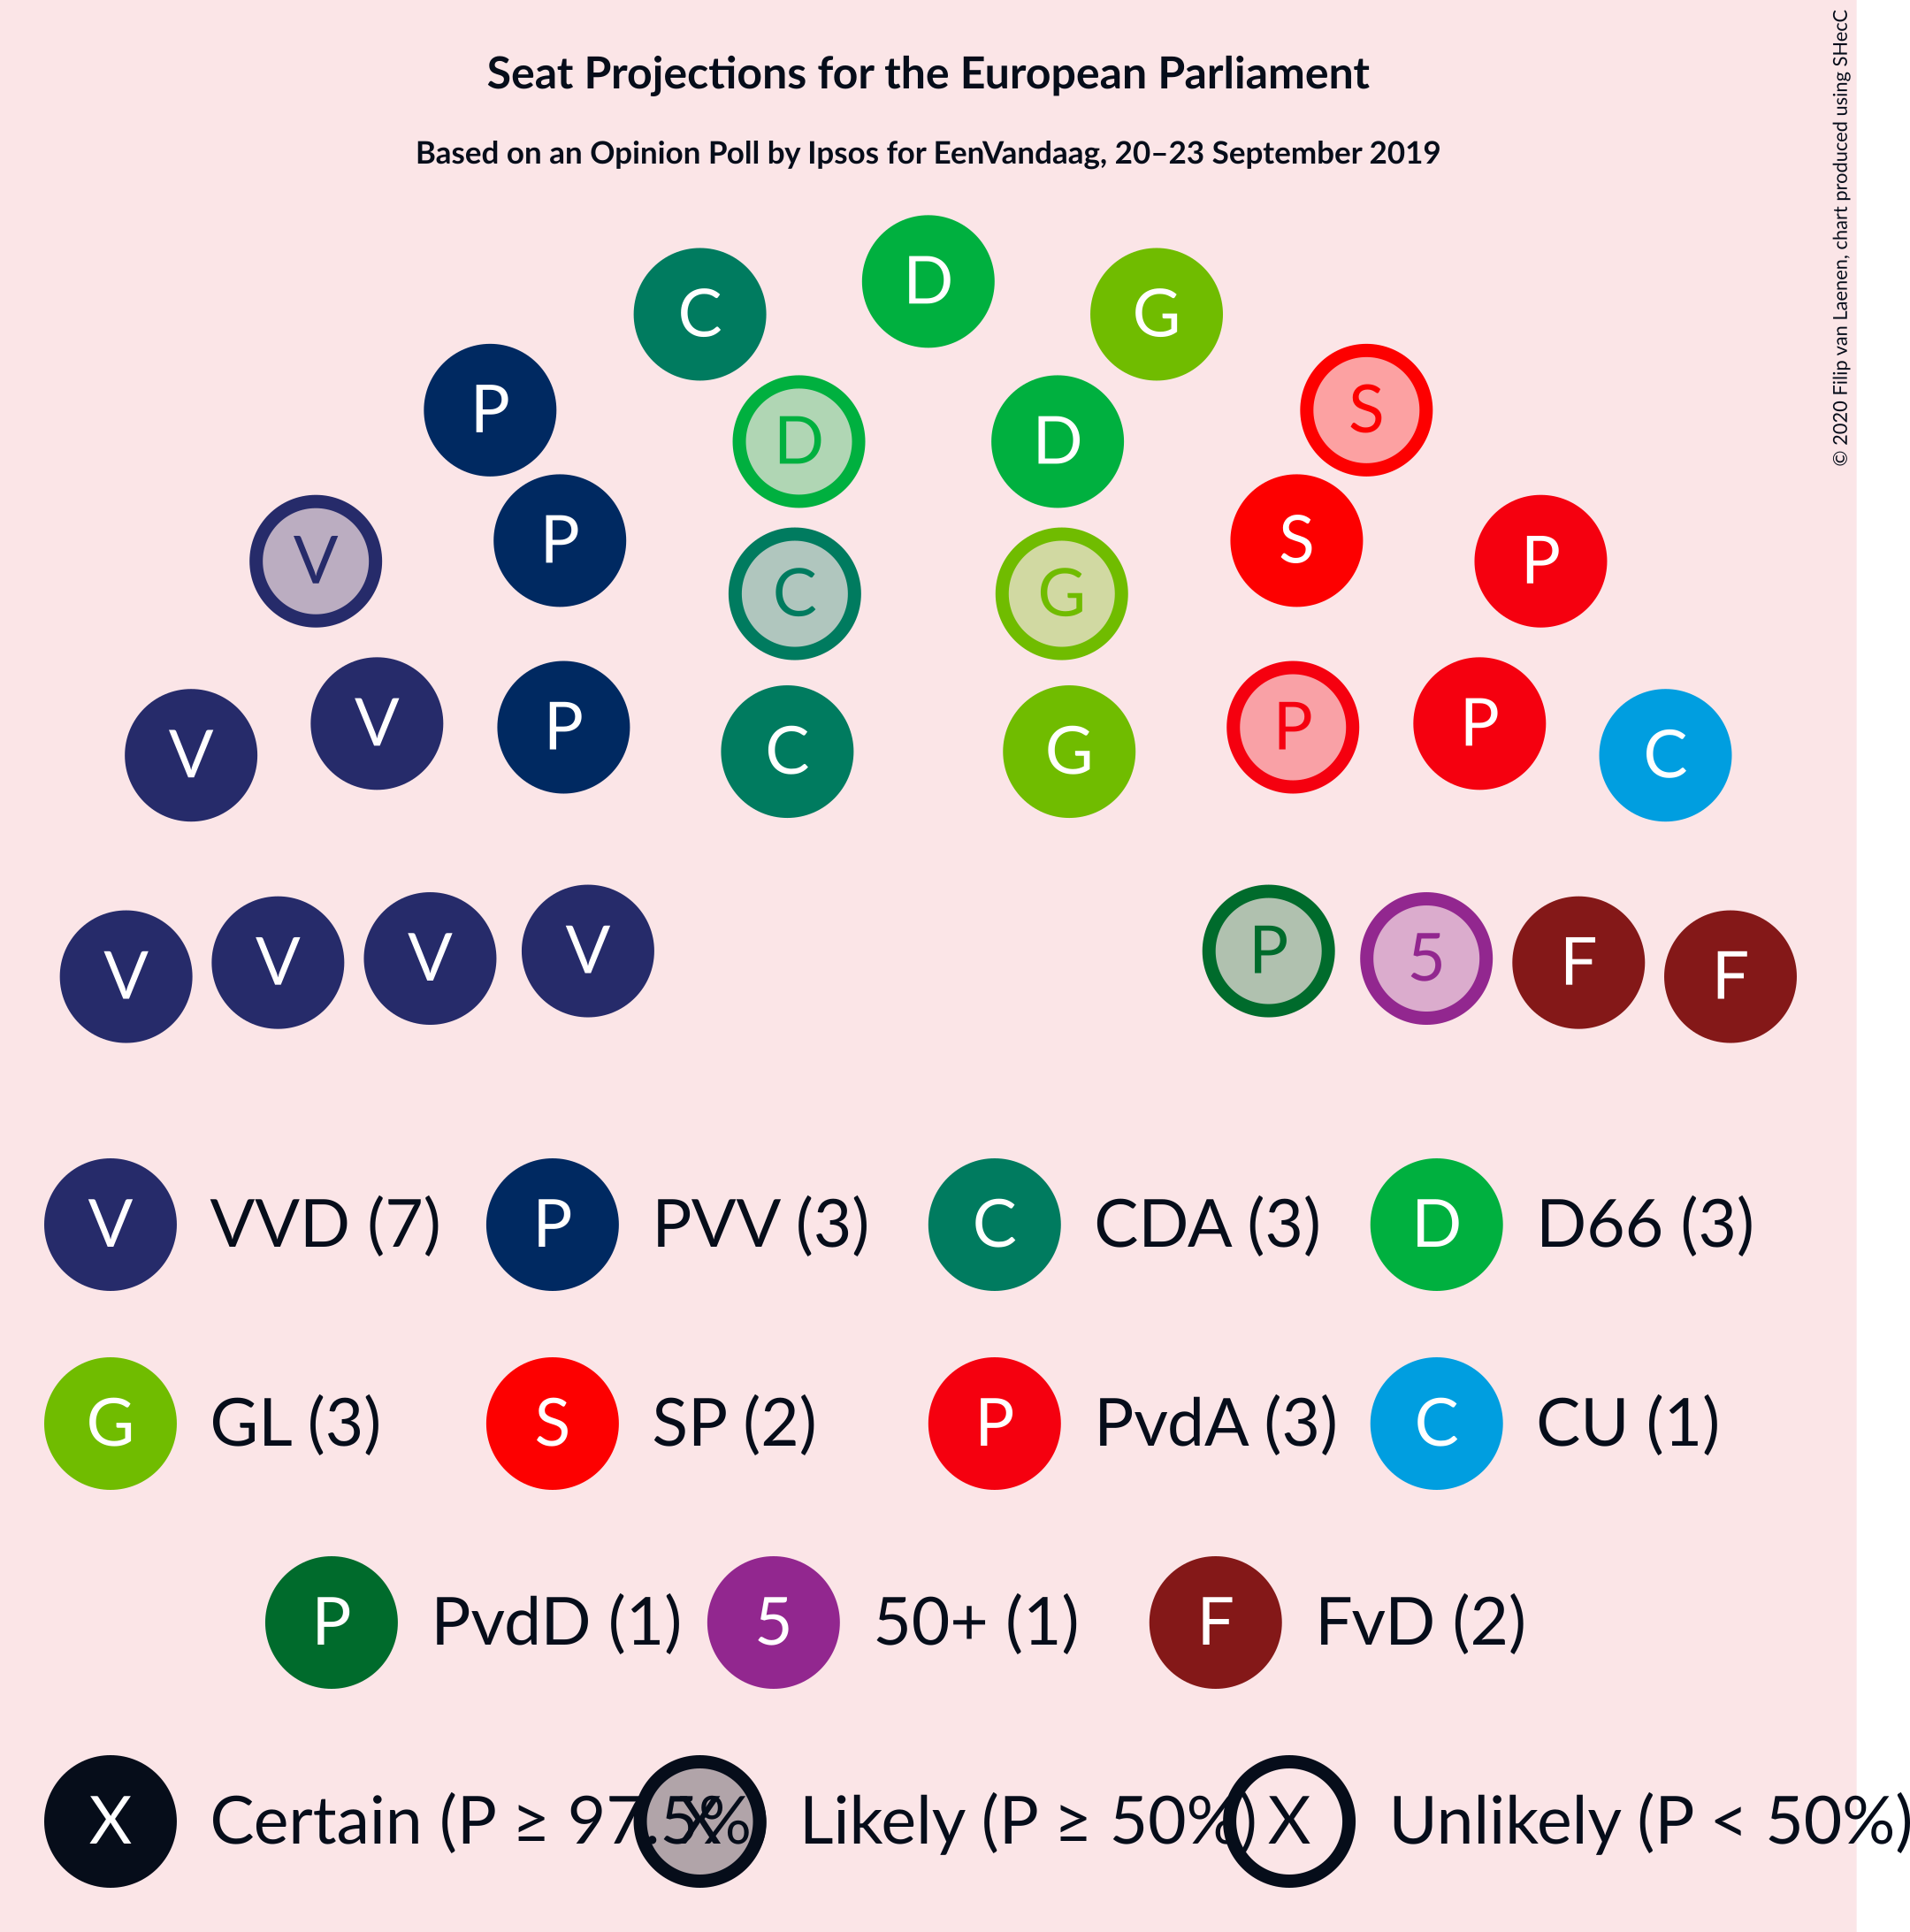 Seat Projections for the European Parliament
Based on an Opinion Poll by Ipsos for EenVandaag, 20–23 September 2019
© 2020 Filip van Laenen, chart produced using SHecC
D
C G
P S
D D
V P S P
C G
V P P C
V P
C G
V V V V P 5 F F
V VVD (7) P PVV (3) C CDA (3) D D66 (3)
G GL (3) S SP (2) P PvdA (3) C CU (1)
P PvdD (1) 5 50+ (1) F FvD (2)
X Certain (P ≥ 97.5% X Likely (P ≥ 50%) X Unlikely (P < 50%)